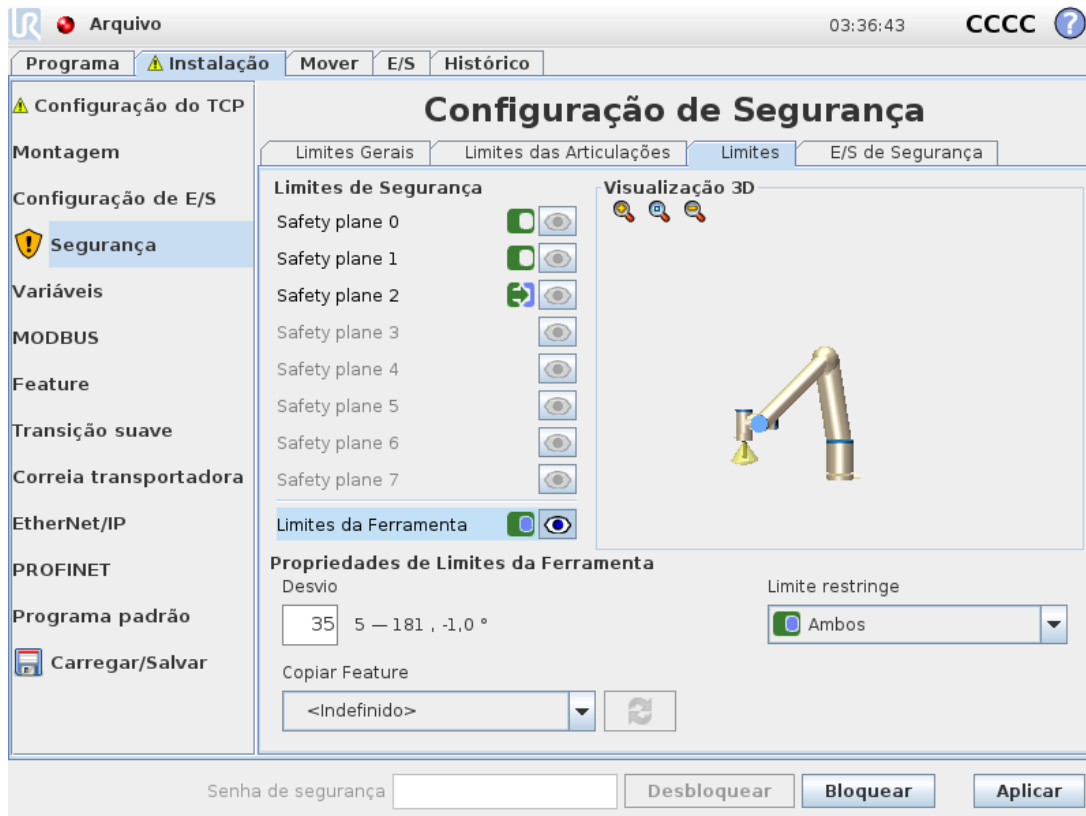 UR Arquivo 03:36:43 CCCC ?
Programa Instalação Mover E/S Histórico
Configuração do TCP
Montagem
Configuração de E/S
Segurança
Variáveis
MODBUS
Feature
Transição suave
Correia transportadora
EtherNet/IP
PROFINET
Programa padrão
Carregar/Salvar
Configuração de Segurança
Limites Gerais Limites das Articulações Limites E/S de Segurança
Limites de Segurança
Safety plane 0
Safety plane 1
Safety plane 2
Safety plane 3
Safety plane 4
Safety plane 5
Safety plane 6
Safety plane 7
Limites da Ferramenta
Visualização 3D
Propriedades de Limites da Ferramenta
Desvio
35 5 — 181 , -1,0 °
Copiar Feature
<Indefinido>
Limite restringe
Ambos
Senha de segurança Desbloquear Bloquear Aplicar